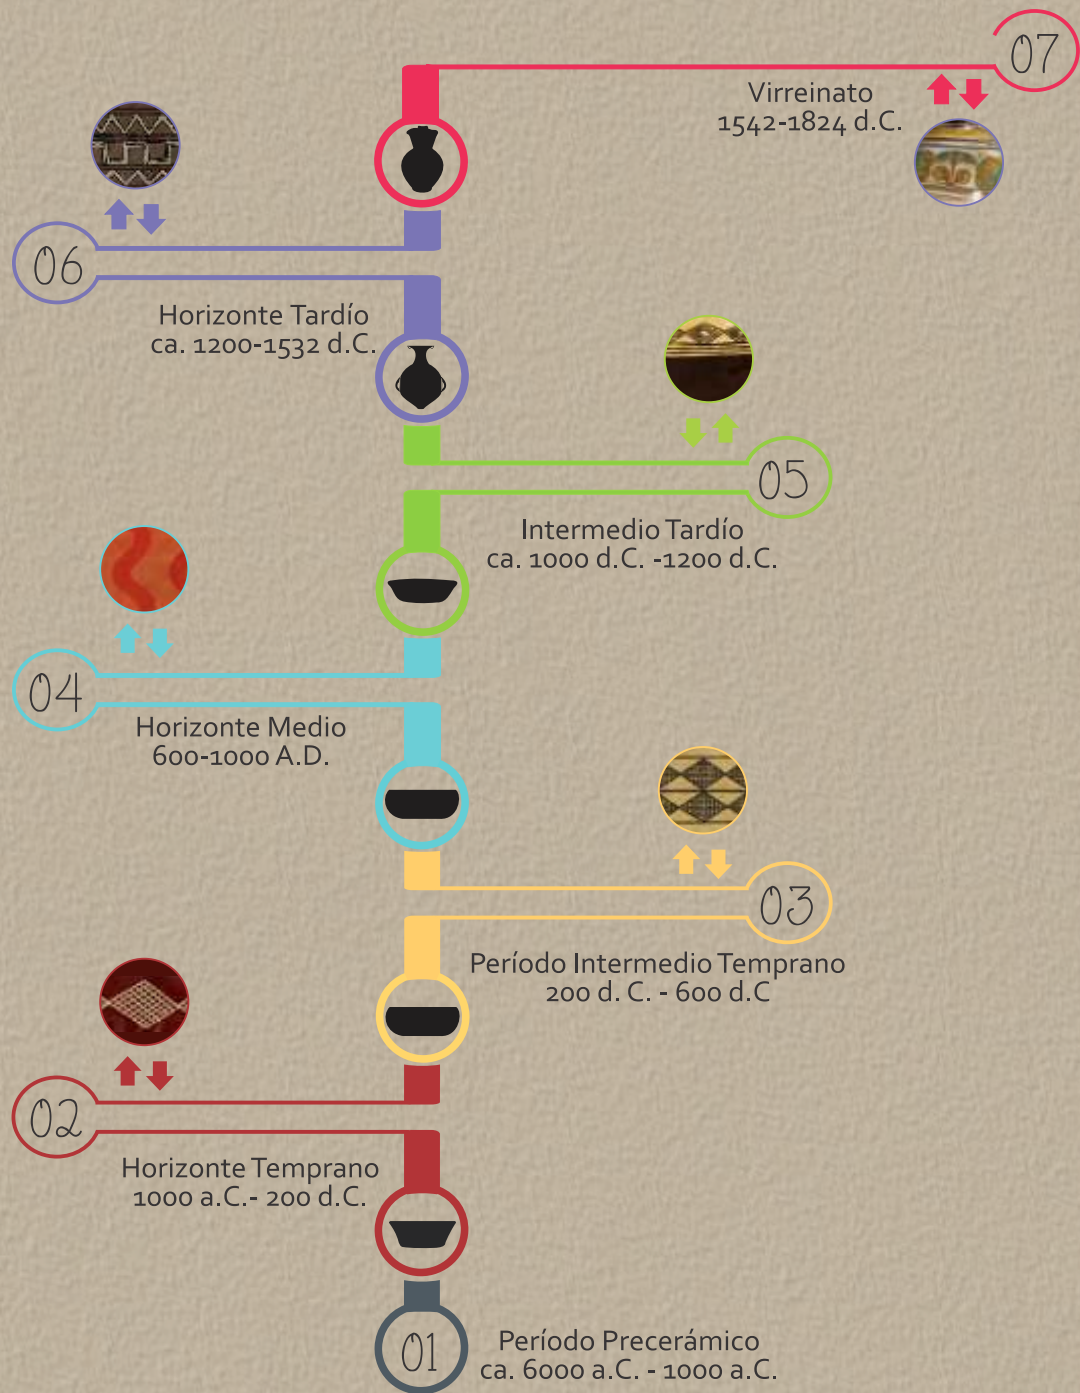 07
Virreinato
1542-1824 d.C.
06
Horizonte Tardío
ca. 1200-1532 d.C.
05
Intermedio Tardío
ca. 1000 d.C. -1200 d.C.
04
Horizonte Medio
600-1000 A.D.
03
Período Intermedio Temprano
200 d. C. - 600 d.C
02
Horizonte Temprano
1000 a.C.- 200 d.C.
01
Período Precerámico
ca. 6000 a.C. - 1000 a.C.